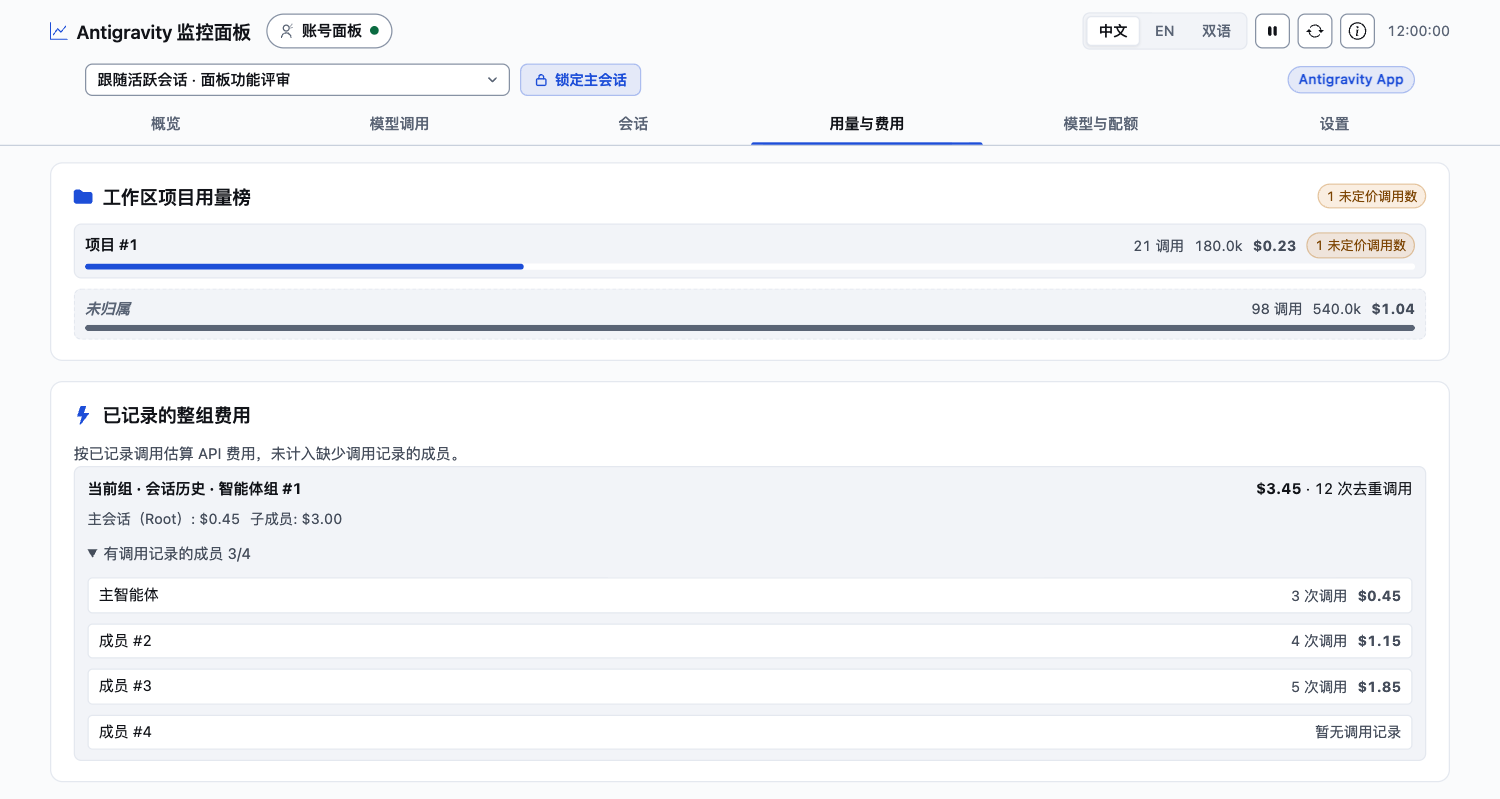 Antigravity 监控面板 账号面板 中文 EN 双语 12:00:00
跟随活跃会话 · 面板功能评审 锁定主会话 Antigravity App
概览 模型调用 会话 用量与费用 模型与配额 设置
工作区项目用量榜 1 未定价调用数
项目 #1 21 调用 180.0k $0.23 1 未定价调用数
未归属 98 调用 540.0k $1.04
已记录的整组费用
按已记录调用估算 API 费用，未计入缺少调用记录的成员。
当前组 · 会话历史 · 智能体组 #1 $3.45 · 12 次去重调用
主会话（Root）: $0.45 子成员: $3.00
▼ 有调用记录的成员 3/4
主智能体 3 次调用 $0.45
成员 #2 4 次调用 $1.15
成员 #3 5 次调用 $1.85
成员 #4 暂无调用记录